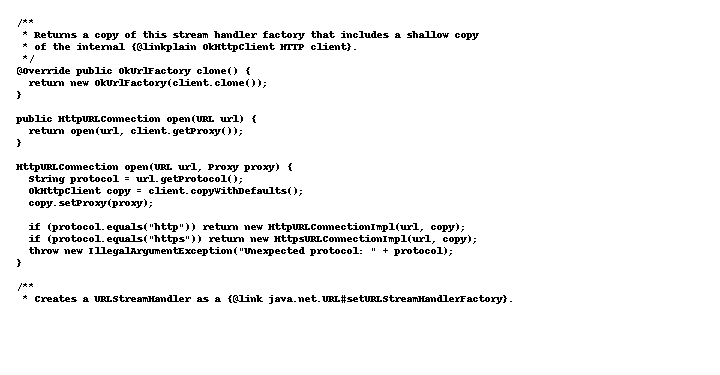 /**
 * Returns a copy of this stream handler factory that includes a shallow copy
 * of the internal {@linkplain OkHttpClient HTTP client}.
 */
@Override public OkUrlFactory clone() {
  return new OkUrlFactory(client.clone());
}

public HttpURLConnection open(URL url) {
  return open(url, client.getProxy());
}

HttpURLConnection open(URL url, Proxy proxy) {
  String protocol = url.getProtocol();
  OkHttpClient copy = client.copyWithDefaults();
  copy.setProxy(proxy);

  if (protocol.equals("http")) return new HttpURLConnectionImpl(url, copy);
  if (protocol.equals("https")) return new HttpsURLConnectionImpl(url, copy);
  throw new IllegalArgumentException("Unexpected protocol: " + protocol);
}

/**
 * Creates a URLStreamHandler as a {@link java.net.URL#setURLStreamHandlerFactory}.